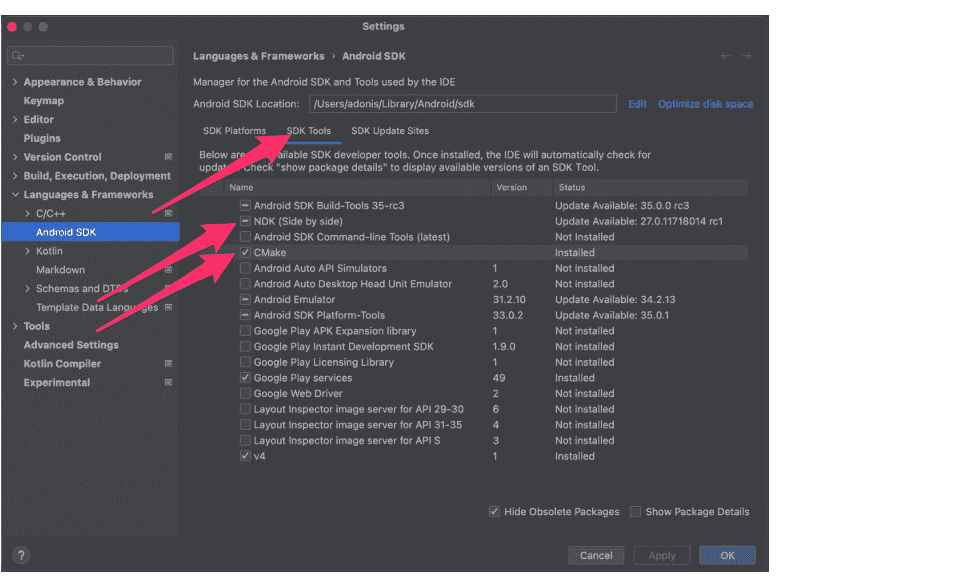 Settings
Languages & Frameworks › Android SDK
Appearance & Behavior
Keymap
Editor
Plugins
Version Control
Build, Execution, Deployment
Languages & Frameworks
C/C++
Android SDK
Kotlin
Markdown
Schemas and DTDs
Template Data Languages
Tools
Advanced Settings
Kotlin Compiler
Experimental
Manager for the Android SDK and Tools used by the IDE
Android SDK Location: /Users/adonis/Library/Android/sdk Edit Optimize disk space
SDK Platforms SDK Tools SDK Update Sites
Below are available SDK developer tools. Once installed, the IDE will automatically check for
Check "show package details" to display available versions of an SDK Tool.
Name Version Status
Android SDK Build-Tools 35-rc3 Update Available: 35.0.0 rc3
NDK (Side by side) Update Available: 27.0.11718014 rc1
Android SDK Command-line Tools (latest) Not Installed
CMake Installed
Android Auto API Simulators 1 Not installed
Android Auto Desktop Head Unit Emulator 2.0 Not installed
Android Emulator 31.2.10 Update Available: 34.2.13
Android SDK Platform-Tools 33.0.2 Update Available: 35.0.1
Google Play APK Expansion library 1 Not installed
Google Play Instant Development SDK 1.9.0 Not installed
Google Play Licensing Library 1 Not installed
Google Play services 49 Installed
Google Web Driver 2 Not installed
Layout Inspector image server for API 29-30 6 Not installed
Layout Inspector image server for API 31-35 4 Not installed
Layout Inspector image server for API S 3 Not installed
v4 1 Installed
Hide Obsolete Packages Show Package Details
? Cancel Apply OK